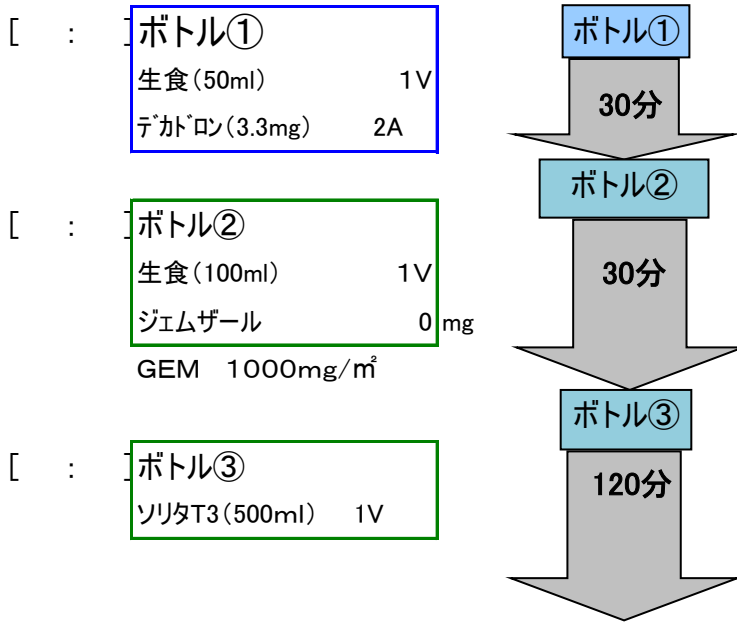 [ : ]ボトル①
生食(50ml) 1V
デカドロン(3.3mg) 2A
[ : ]ボトル②
生食(100ml) 1V
ジェムザール 0 mg
GEM 1000mg/㎡
[ : ]ボトル③
ソリタT3(500ml) 1V
ボトル①
30分
ボトル②
30分
ボトル③
120分